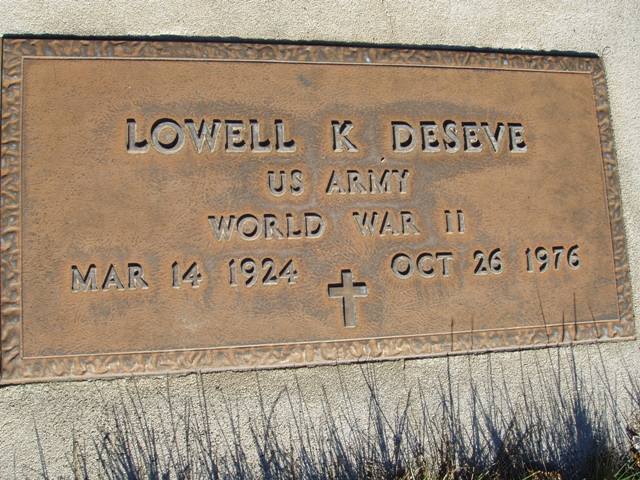 LOWELL K DESEVE
US ARMY
WORLD WAR II
MAR 14 1924 OCT 26 1976